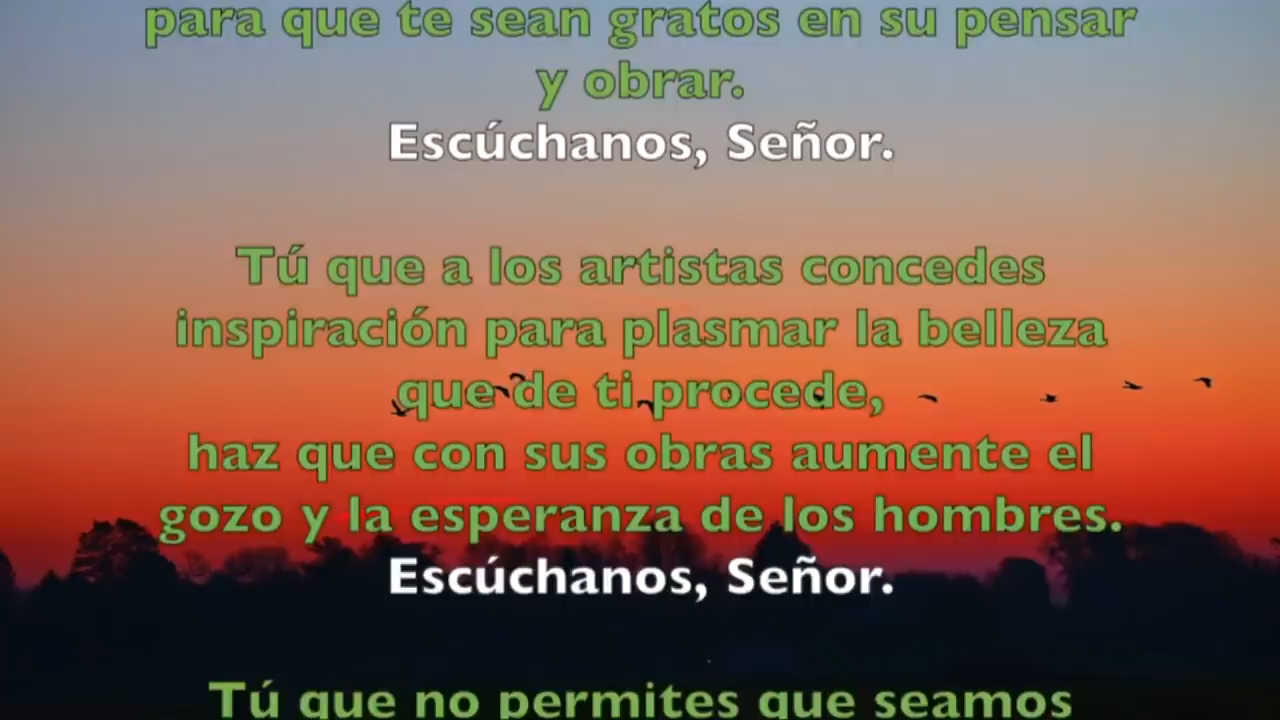 para que te sean gratos en su pensar
y obrar.
Escúchanos, Señor.
Tú que a los artistas concedes
inspiración para plasmar la belleza
que de ti procede,
haz que con sus obras aumente el
gozo y la esperanza de los hombres.
Escúchanos, Señor.
Tú que no permites que seamos